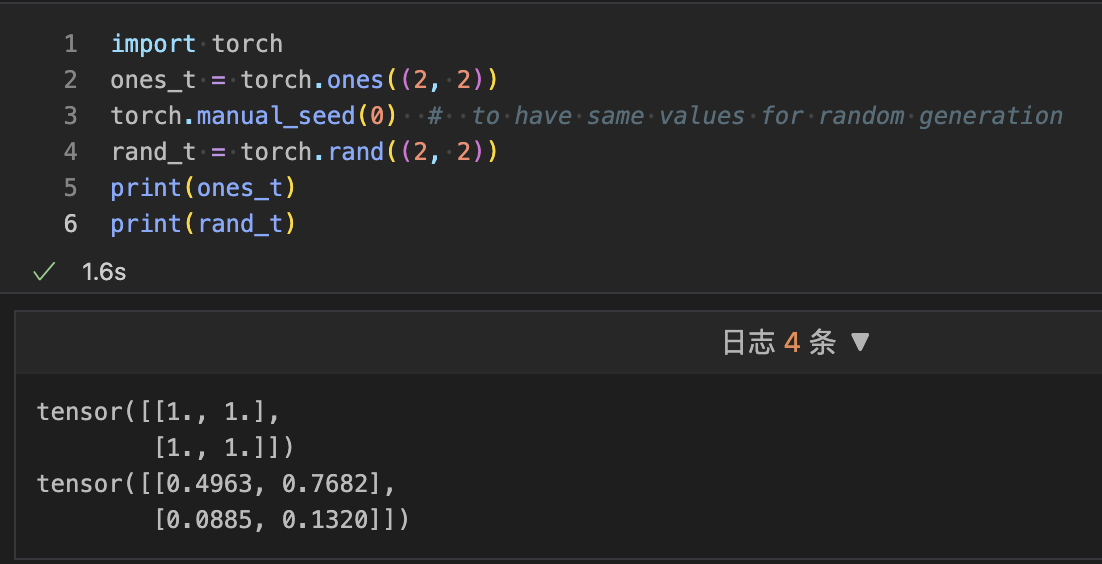 1 import torch
2 ones_t = torch.ones((2, 2))
3 torch.manual_seed(0)  #  to have same values for random generation
4 rand_t = torch.rand((2, 2))
5 print(ones_t)
6 print(rand_t)
✓ 1.6s
日志 4 条 ▼
tensor([[1., 1.],
        [1., 1.]])
tensor([[0.4963, 0.7682],
        [0.0885, 0.1320]])